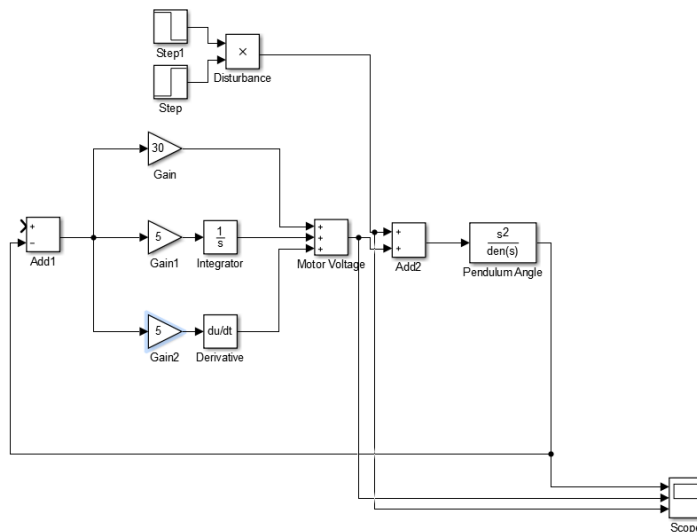 Step1
×
Disturbance
Step
30
Gain
+
−
Add1
5
Gain1
1
s
Integrator
+
+
+
Motor Voltage
+
+
Add2
s2
den(s)
Pendulum Angle
5
Gain2
du/dt
Derivative
Scope